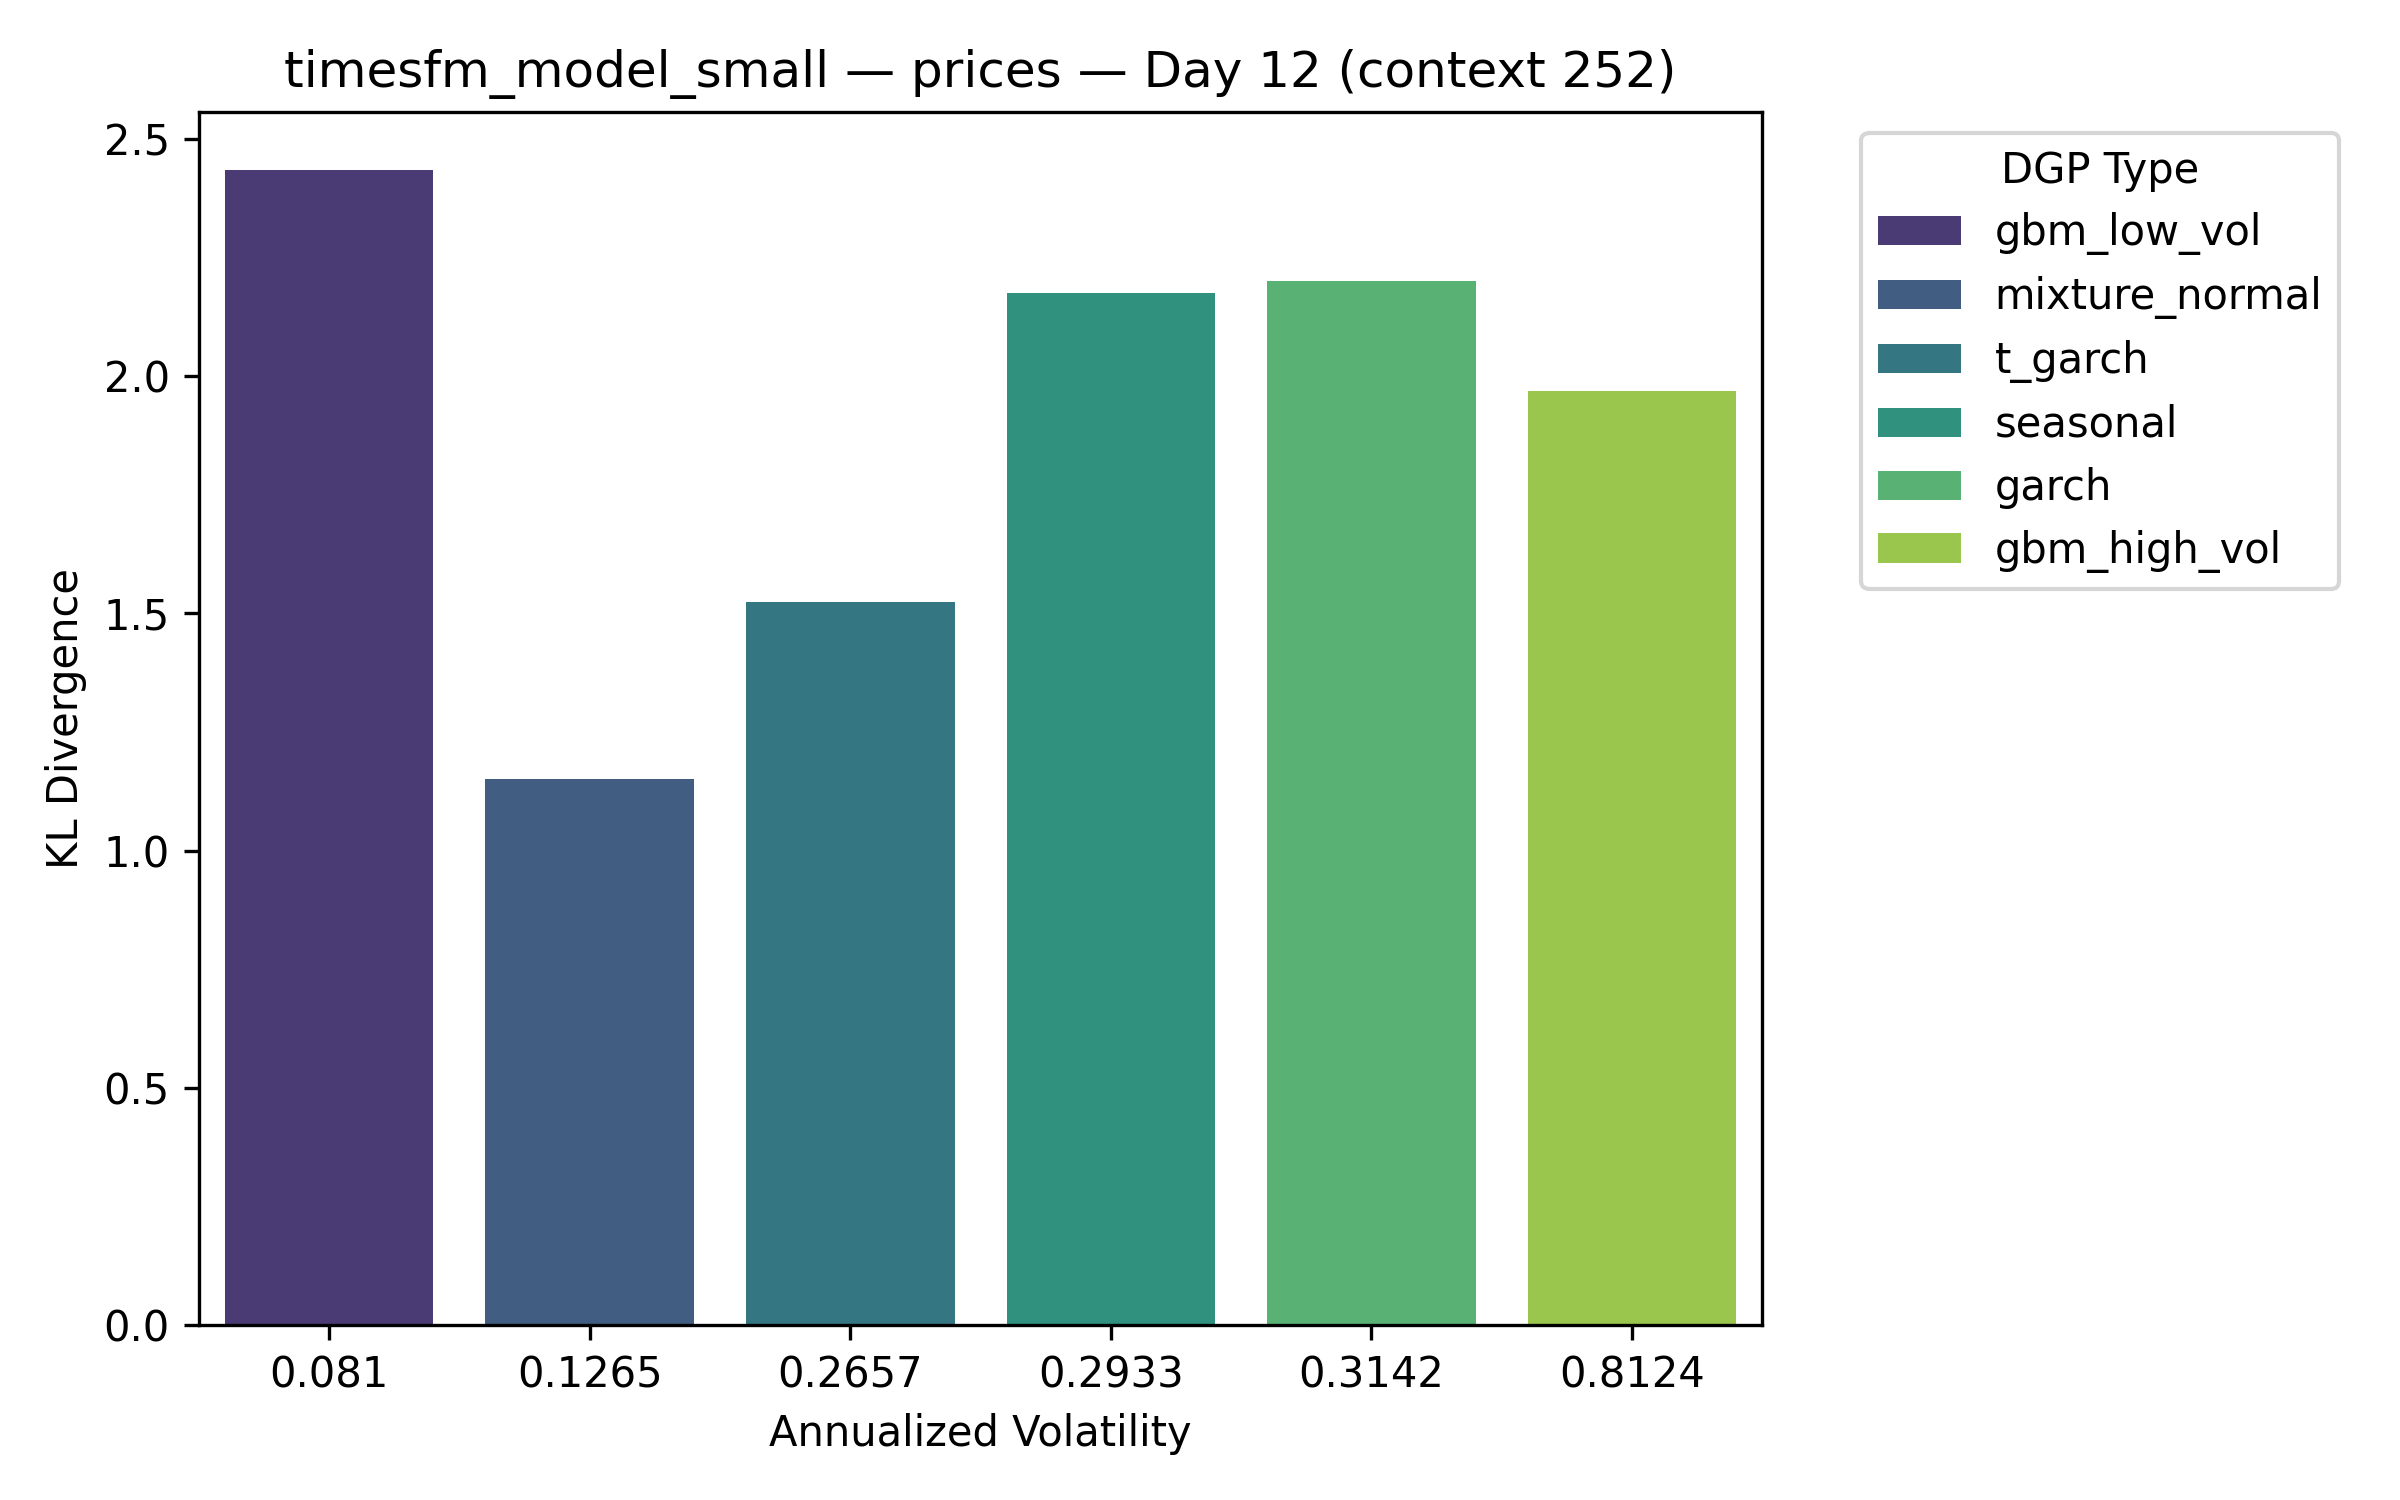 timesfm_model_small — prices — Day 12 (context 252)
KL Divergence
2.5
2.0
1.5
1.0
0.5
0.0
0.081 0.1265 0.2657 0.2933 0.3142 0.8124
Annualized Volatility
DGP Type
gbm_low_vol
mixture_normal
t_garch
seasonal
garch
gbm_high_vol